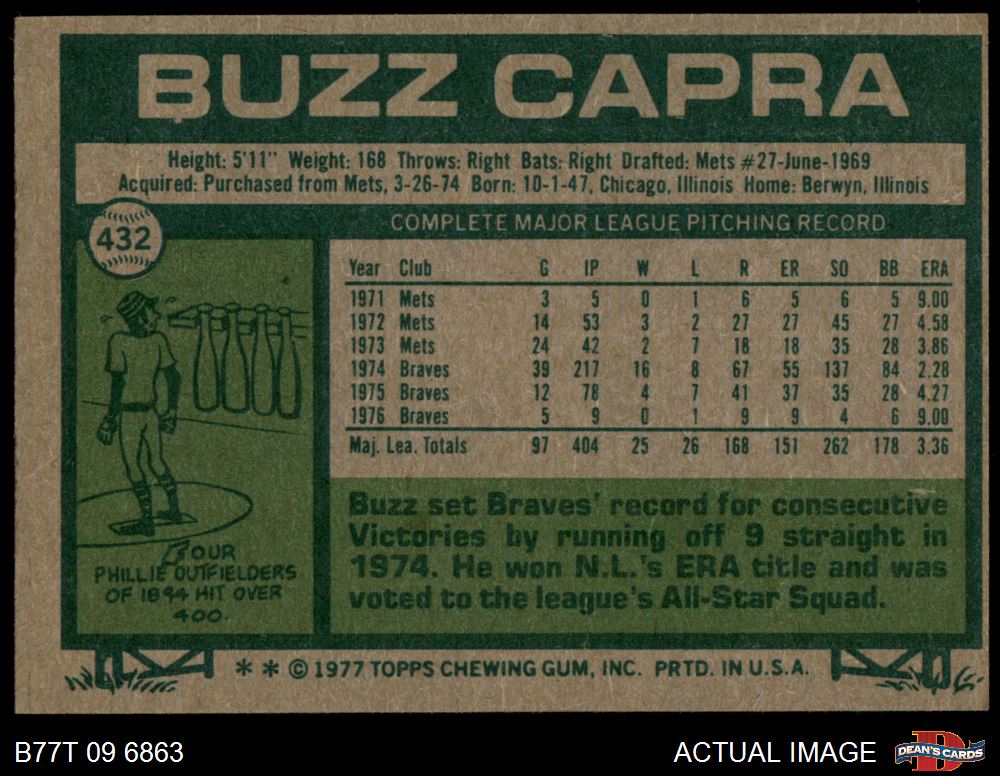 BUZZ CAPRA
Height: 5'11" Weight: 168 Throws: Right Bats: Right Drafted: Mets #27-June-1969
Acquired: Purchased from Mets, 3-26-74 Born: 10-1-47, Chicago, Illinois Home: Berwyn, Illinois
432
COMPLETE MAJOR LEAGUE PITCHING RECORD
Year Club G IP W L R ER SO BB ERA
1971 Mets 3 5 0 1 6 5 6 5 9.00
1972 Mets 14 53 3 2 27 27 45 27 4.58
1973 Mets 24 42 2 7 18 18 35 28 3.86
1974 Braves 39 217 16 8 67 55 137 84 2.28
1975 Braves 12 78 4 7 41 37 35 28 4.27
1976 Braves 5 9 0 1 9 9 4 6 9.00
Maj. Lea. Totals 97 404 25 26 168 151 262 178 3.36
FOUR
PHILLIE OUTFIELDERS
OF 1894 HIT OVER
400.
Buzz set Braves' record for consecutive
Victories by running off 9 straight in
1974. He won N.L.'s ERA title and was
voted to the league's All-Star Squad.
* * © 1977 TOPPS CHEWING GUM, INC. PRTD. IN U.S.A.
B77T 09 6863
ACTUAL IMAGE
D
DEAN'S CARDS